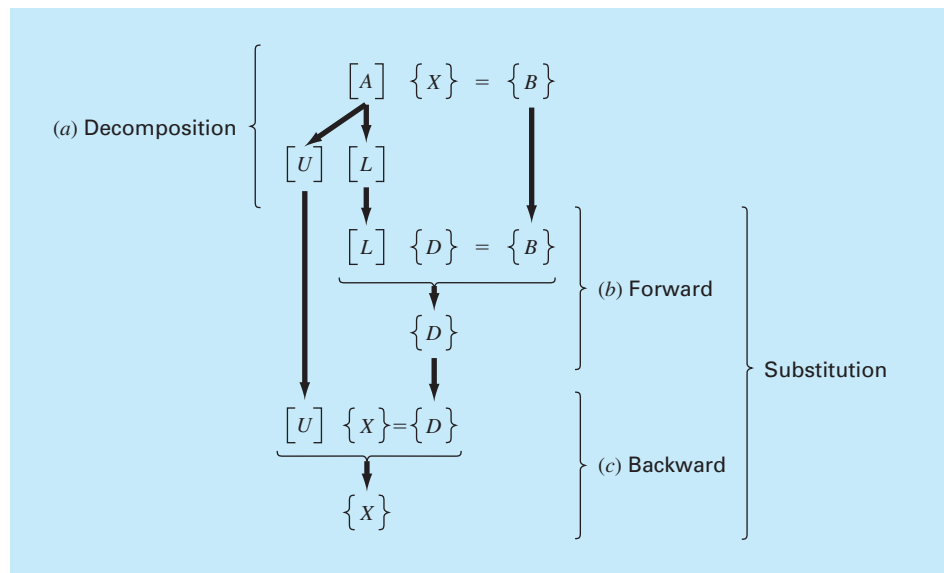 [A] {X} = {B}
(a) Decomposition
[U] [L]
[L] {D} = {B}
(b) Forward
{D}
Substitution
[U] {X}={D}
(c) Backward
{X}